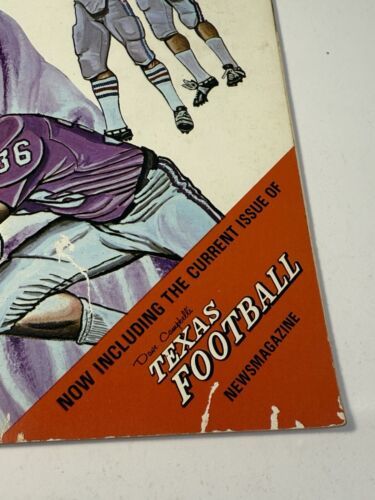 36
NOW INCLUDING THE CURRENT ISSUE OF
Dave Campbell's
TEXAS
FOOTBALL
NEWSMAGAZINE